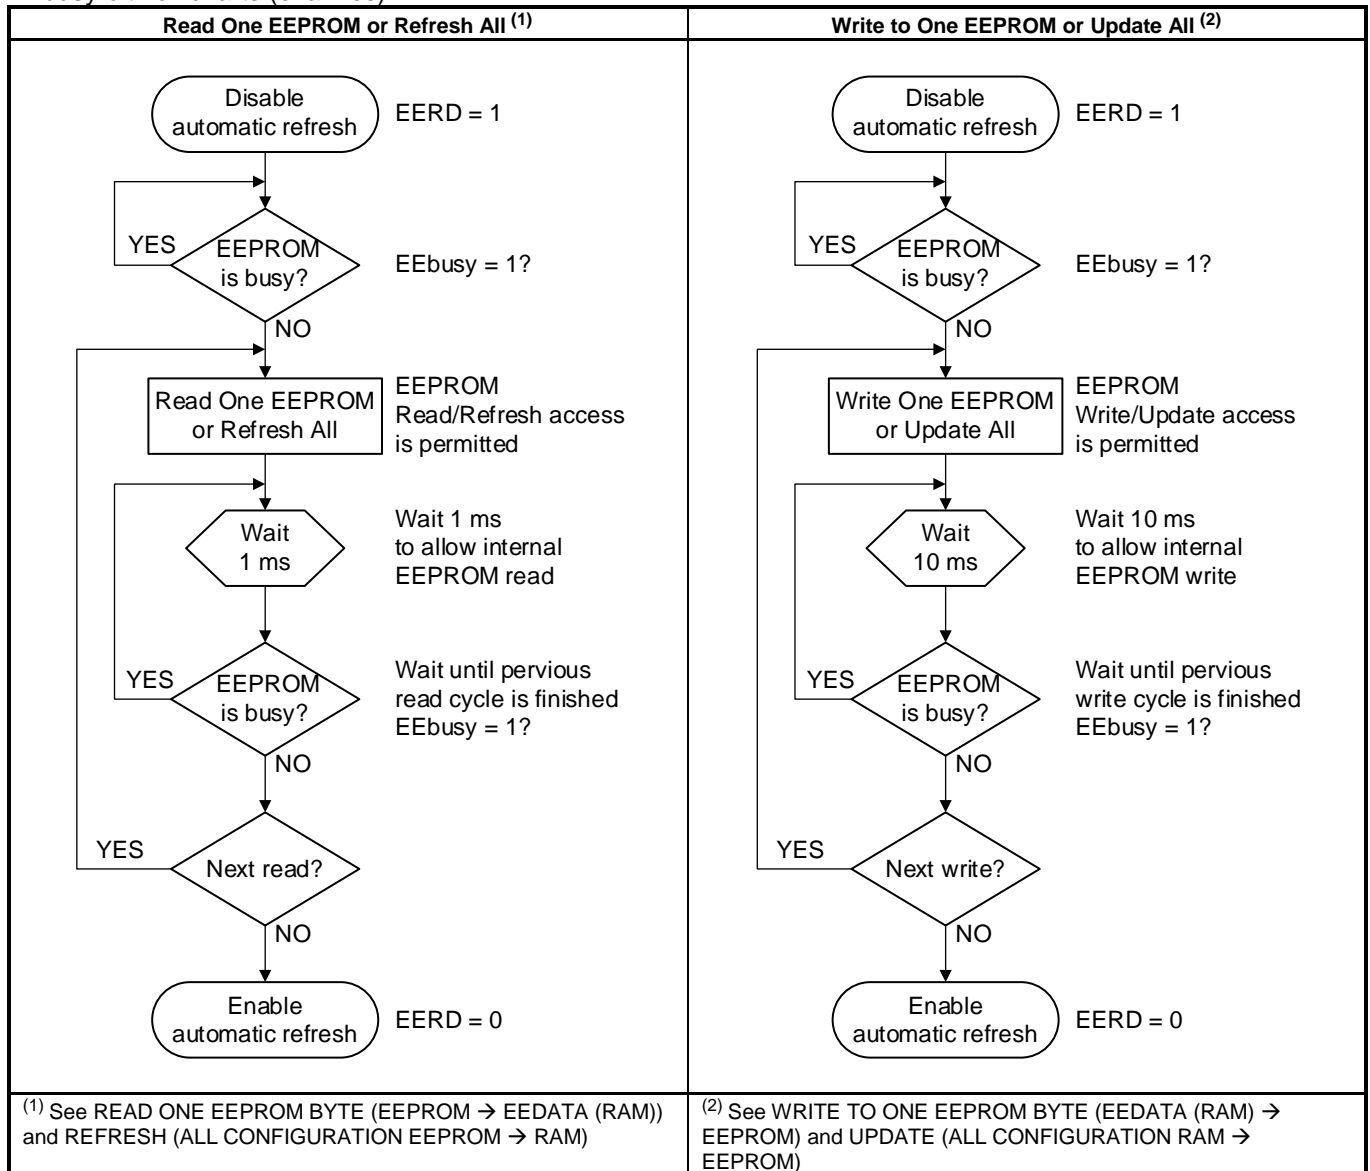 Read One EEPROM or Refresh All (1)
Disable
automatic refresh
EERD = 1
YES
EEPROM
is busy?
EEbusy = 1?
NO
Read One EEPROM
or Refresh All
EEPROM
Read/Refresh access
is permitted
Wait
1 ms
Wait 1 ms
to allow internal
EEPROM read
YES
EEPROM
is busy?
Wait until pervious
read cycle is finished
EEbusy = 1?
NO
YES
Next read?
NO
Enable
automatic refresh
EERD = 0
(1) See READ ONE EEPROM BYTE (EEPROM → EEDATA (RAM))
and REFRESH (ALL CONFIGURATION EEPROM → RAM)
Write to One EEPROM or Update All (2)
Disable
automatic refresh
EERD = 1
YES
EEPROM
is busy?
EEbusy = 1?
NO
Write One EEPROM
or Update All
EEPROM
Write/Update access
is permitted
Wait
10 ms
Wait 10 ms
to allow internal
EEPROM write
YES
EEPROM
is busy?
Wait until pervious
write cycle is finished
EEbusy = 1?
NO
YES
Next write?
NO
Enable
automatic refresh
EERD = 0
(2) See WRITE TO ONE EEPROM BYTE (EEDATA (RAM) →
EEPROM) and UPDATE (ALL CONFIGURATION RAM →
EEPROM)